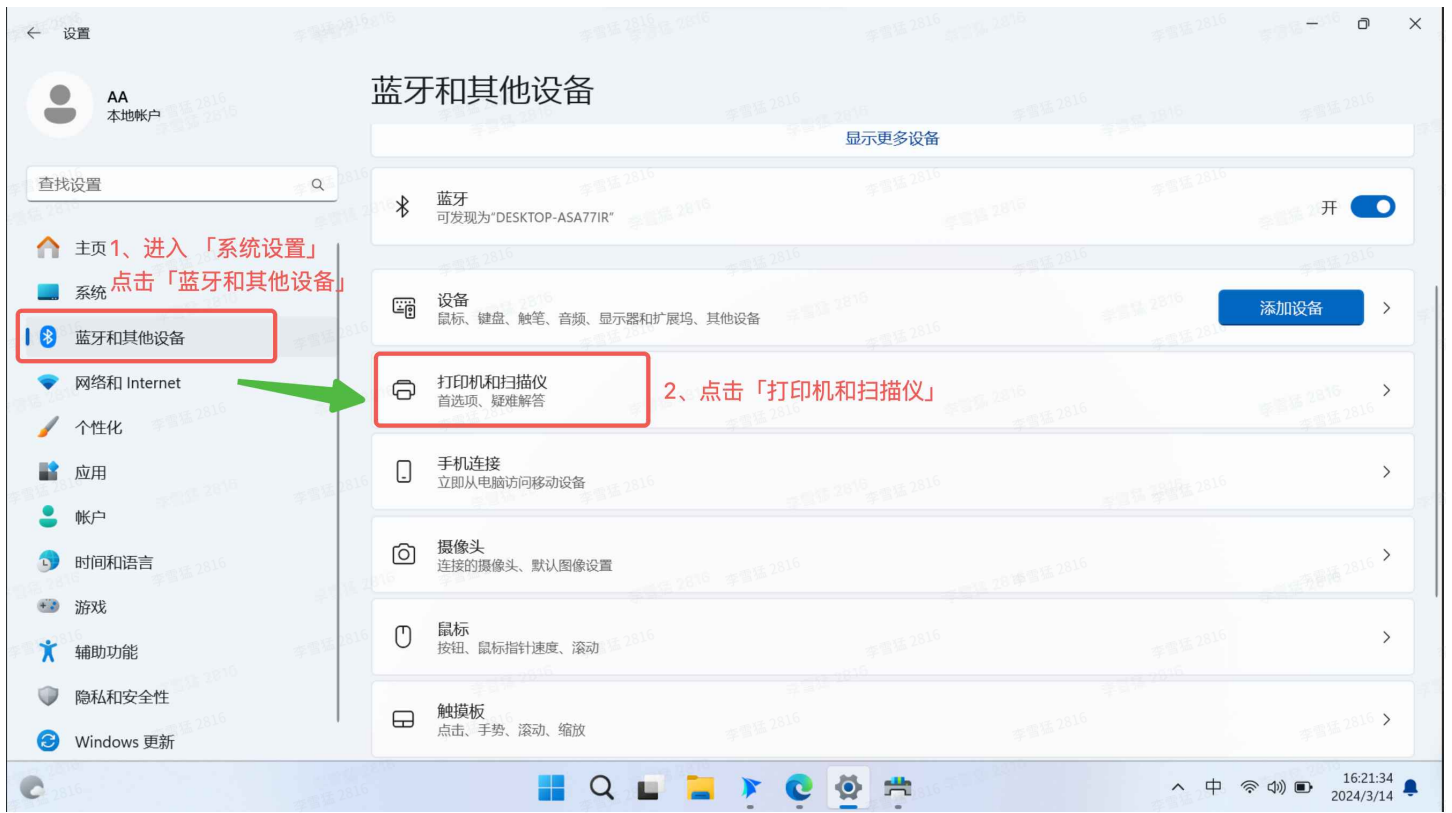 设置
AA
本地帐户
查找设置
主页
系统
蓝牙和其他设备
网络和 Internet
个性化
应用
帐户
时间和语言
游戏
辅助功能
隐私和安全性
Windows 更新
1、进入 「系统设置」
点击「蓝牙和其他设备」
蓝牙和其他设备
显示更多设备
蓝牙
可发现为“DESKTOP-ASA77IR”
开
设备
鼠标、键盘、触笔、音频、显示器和扩展坞、其他设备
添加设备
打印机和扫描仪
首选项、疑难解答
2、点击「打印机和扫描仪」
手机连接
立即从电脑访问移动设备
摄像头
连接的摄像头、默认图像设置
鼠标
按钮、鼠标指针速度、滚动
触摸板
点击、手势、滚动、缩放
中
16:21:34
2024/3/14
李雪猛 2816